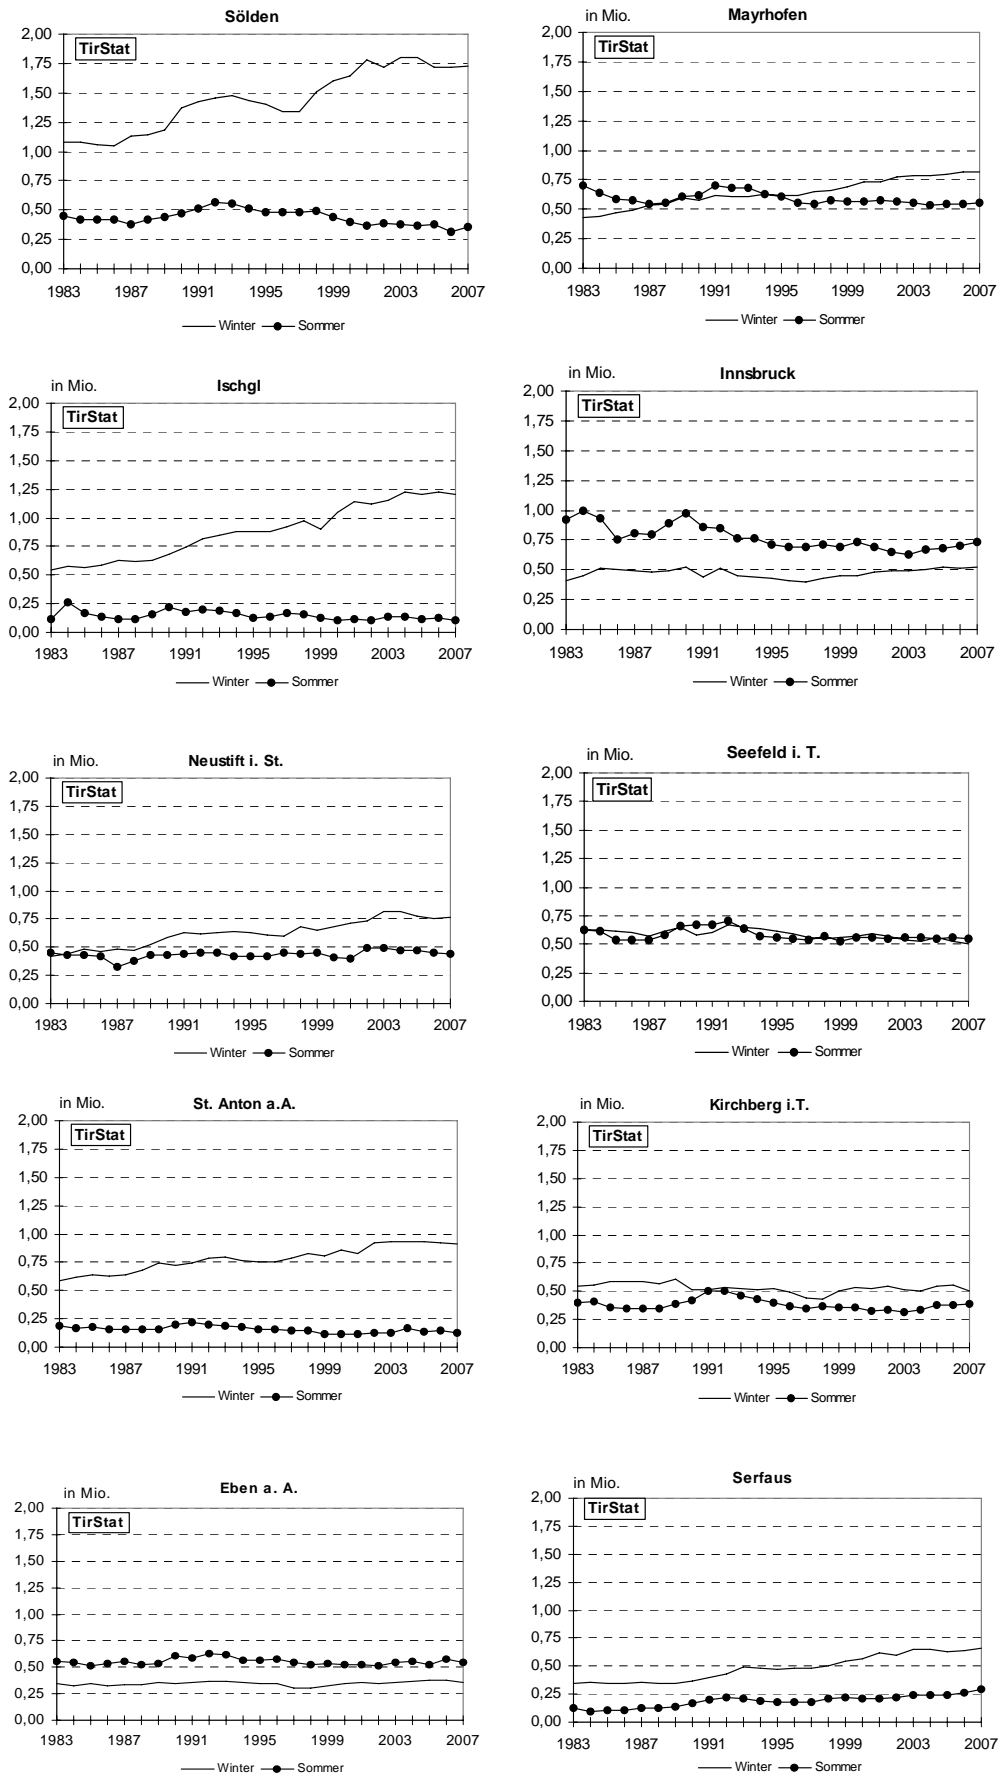 Sölden
TirStat
2,00
1,75
1,50
1,25
1,00
0,75
0,50
0,25
0,00
1983 1987 1991 1995 1999 2003 2007
Winter Sommer
in Mio. Mayrhofen
TirStat
2,00
1,75
1,50
1,25
1,00
0,75
0,50
0,25
0,00
1983 1987 1991 1995 1999 2003 2007
Winter Sommer
in Mio. Ischgl
TirStat
2,00
1,75
1,50
1,25
1,00
0,75
0,50
0,25
0,00
1983 1987 1991 1995 1999 2003 2007
Winter Sommer
in Mio. Innsbruck
TirStat
2,00
1,75
1,50
1,25
1,00
0,75
0,50
0,25
0,00
1983 1987 1991 1995 1999 2003 2007
Winter Sommer
in Mio. Neustift i. St.
TirStat
2,00
1,75
1,50
1,25
1,00
0,75
0,50
0,25
0,00
1983 1987 1991 1995 1999 2003 2007
Winter Sommer
in Mio. Seefeld i. T.
TirStat
2,00
1,75
1,50
1,25
1,00
0,75
0,50
0,25
0,00
1983 1987 1991 1995 1999 2003 2007
Winter Sommer
in Mio. St. Anton a.A.
TirStat
2,00
1,75
1,50
1,25
1,00
0,75
0,50
0,25
0,00
1983 1987 1991 1995 1999 2003 2007
Winter Sommer
in Mio. Kirchberg i.T.
TirStat
2,00
1,75
1,50
1,25
1,00
0,75
0,50
0,25
0,00
1983 1987 1991 1995 1999 2003 2007
Winter Sommer
in Mio. Eben a. A.
TirStat
2,00
1,75
1,50
1,25
1,00
0,75
0,50
0,25
0,00
1983 1987 1991 1995 1999 2003 2007
Winter Sommer
in Mio. Serfaus
TirStat
2,00
1,75
1,50
1,25
1,00
0,75
0,50
0,25
0,00
1983 1987 1991 1995 1999 2003 2007
Winter Sommer